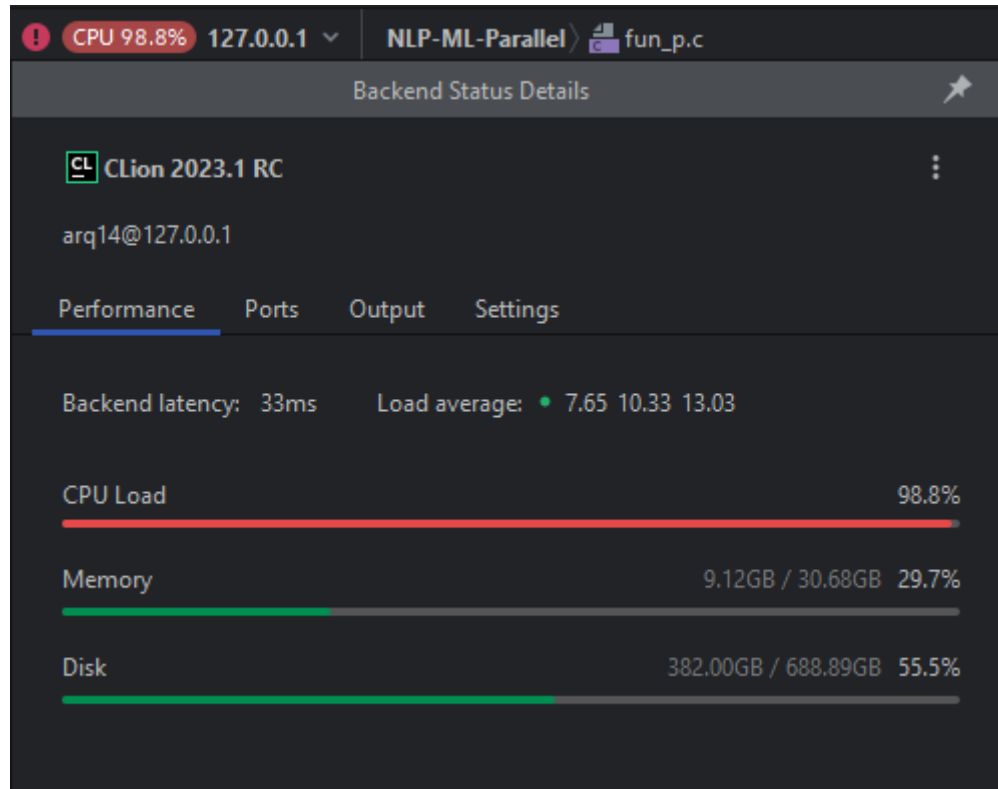 CPU 98.8% 127.0.0.1 NLP-ML-Parallel fun_p.c
Backend Status Details
CL CLion 2023.1 RC
arq14@127.0.0.1
Performance Ports Output Settings
Backend latency: 33ms Load average: • 7.65 10.33 13.03
CPU Load 98.8%
Memory 9.12GB / 30.68GB 29.7%
Disk 382.00GB / 688.89GB 55.5%